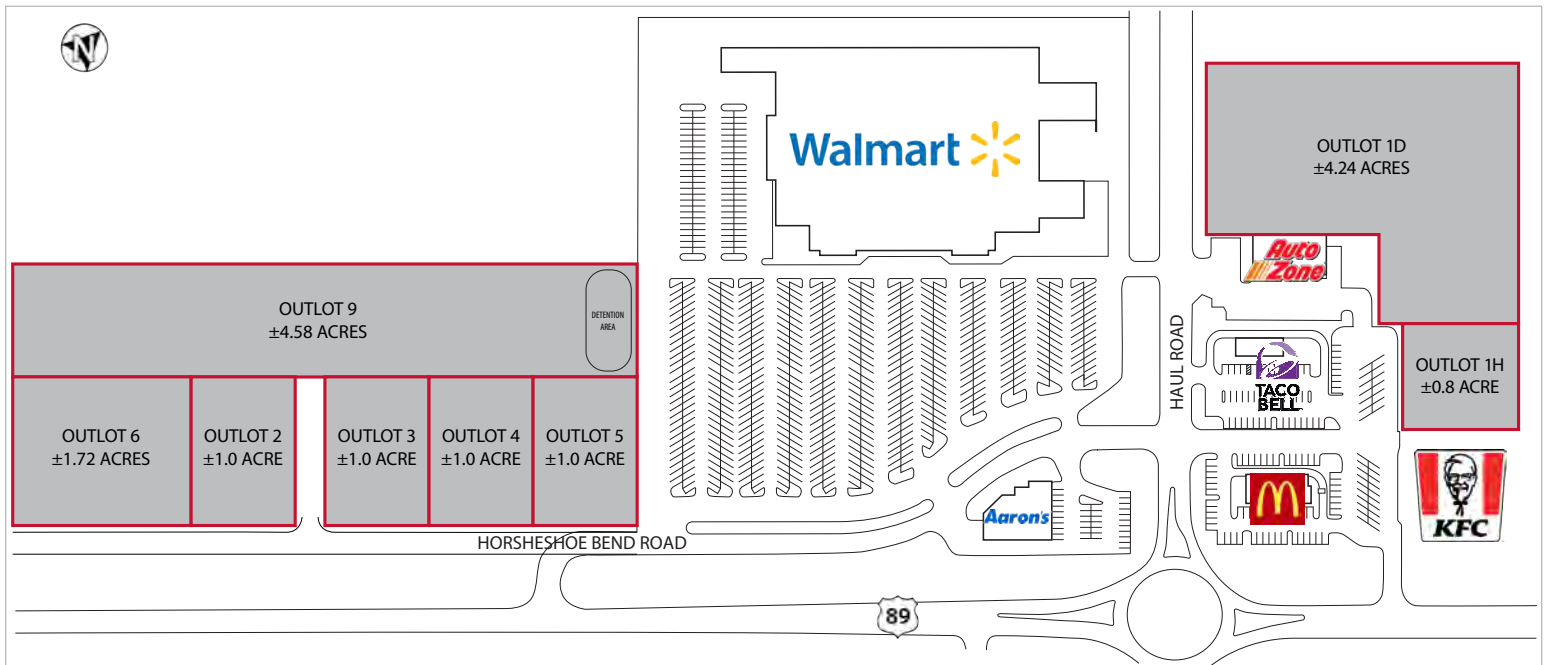 N
Walmart
OUTLOT 1D
±4.24 ACRES
Auto
Zone
OUTLOT 9
±4.58 ACRES
DETENTION
AREA
HAUL ROAD
TACO
BELL
OUTLOT 1H
±0.8 ACRE
OUTLOT 6
±1.72 ACRES
OUTLOT 2
±1.0 ACRE
OUTLOT 3
±1.0 ACRE
OUTLOT 4
±1.0 ACRE
OUTLOT 5
±1.0 ACRE
M
KFC
Aaron's
HORSHESHOE BEND ROAD
89